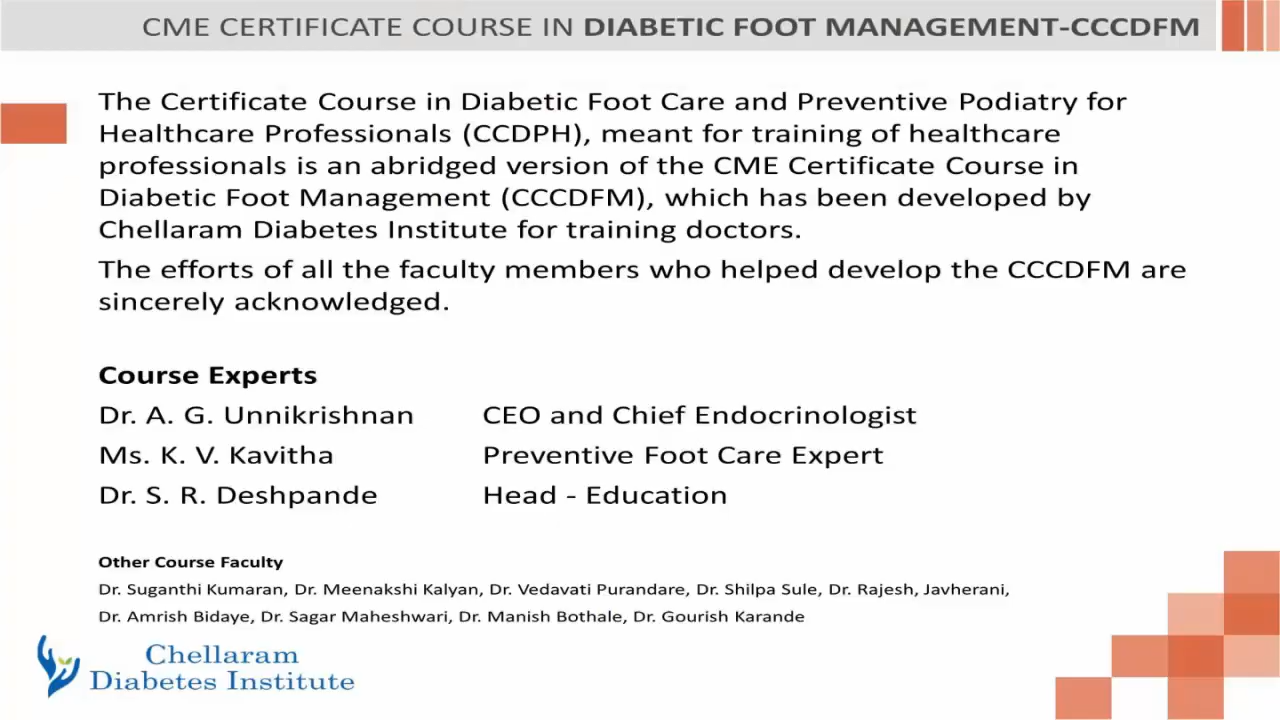 CME CERTIFICATE COURSE IN DIABETIC FOOT MANAGEMENT-CCCDFM
The Certificate Course in Diabetic Foot Care and Preventive Podiatry for
Healthcare Professionals (CCDPH), meant for training of healthcare
professionals is an abridged version of the CME Certificate Course in
Diabetic Foot Management (CCCDFM), which has been developed by
Chellaram Diabetes Institute for training doctors.
The efforts of all the faculty members who helped develop the CCCDFM are
sincerely acknowledged.
Course Experts
Dr. A. G. Unnikrishnan CEO and Chief Endocrinologist
Ms. K. V. Kavitha Preventive Foot Care Expert
Dr. S. R. Deshpande Head - Education
Other Course Faculty
Dr. Suganthi Kumaran, Dr. Meenakshi Kalyan, Dr. Vedavati Purandare, Dr. Shilpa Sule, Dr. Rajesh, Javherani,
Dr. Amrish Bidaye, Dr. Sagar Maheshwari, Dr. Manish Bothale, Dr. Gourish Karande
Chellaram
Diabetes Institute